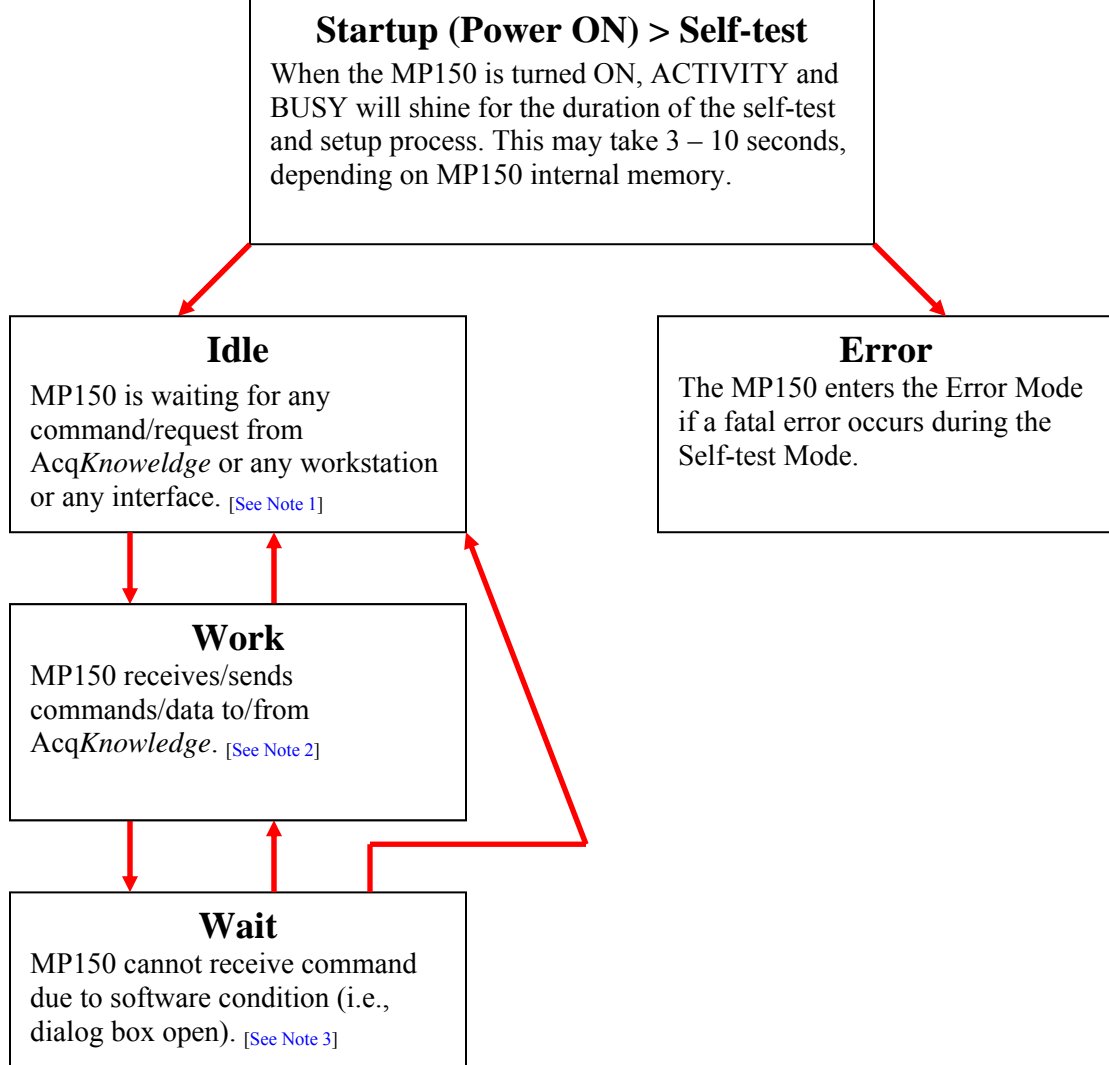 Startup (Power ON) > Self-test
When the MP150 is turned ON, ACTIVITY and
BUSY will shine for the duration of the self-test
and setup process. This may take 3 – 10 seconds,
depending on MP150 internal memory.
Idle
MP150 is waiting for any
command/request from
AcqKnoweldge or any workstation
or any interface. [See Note 1]
Error
The MP150 enters the Error Mode
if a fatal error occurs during the
Self-test Mode.
Work
MP150 receives/sends
commands/data to/from
AcqKnowledge. [See Note 2]
Wait
MP150 cannot receive command
due to software condition (i.e.,
dialog box open). [See Note 3]